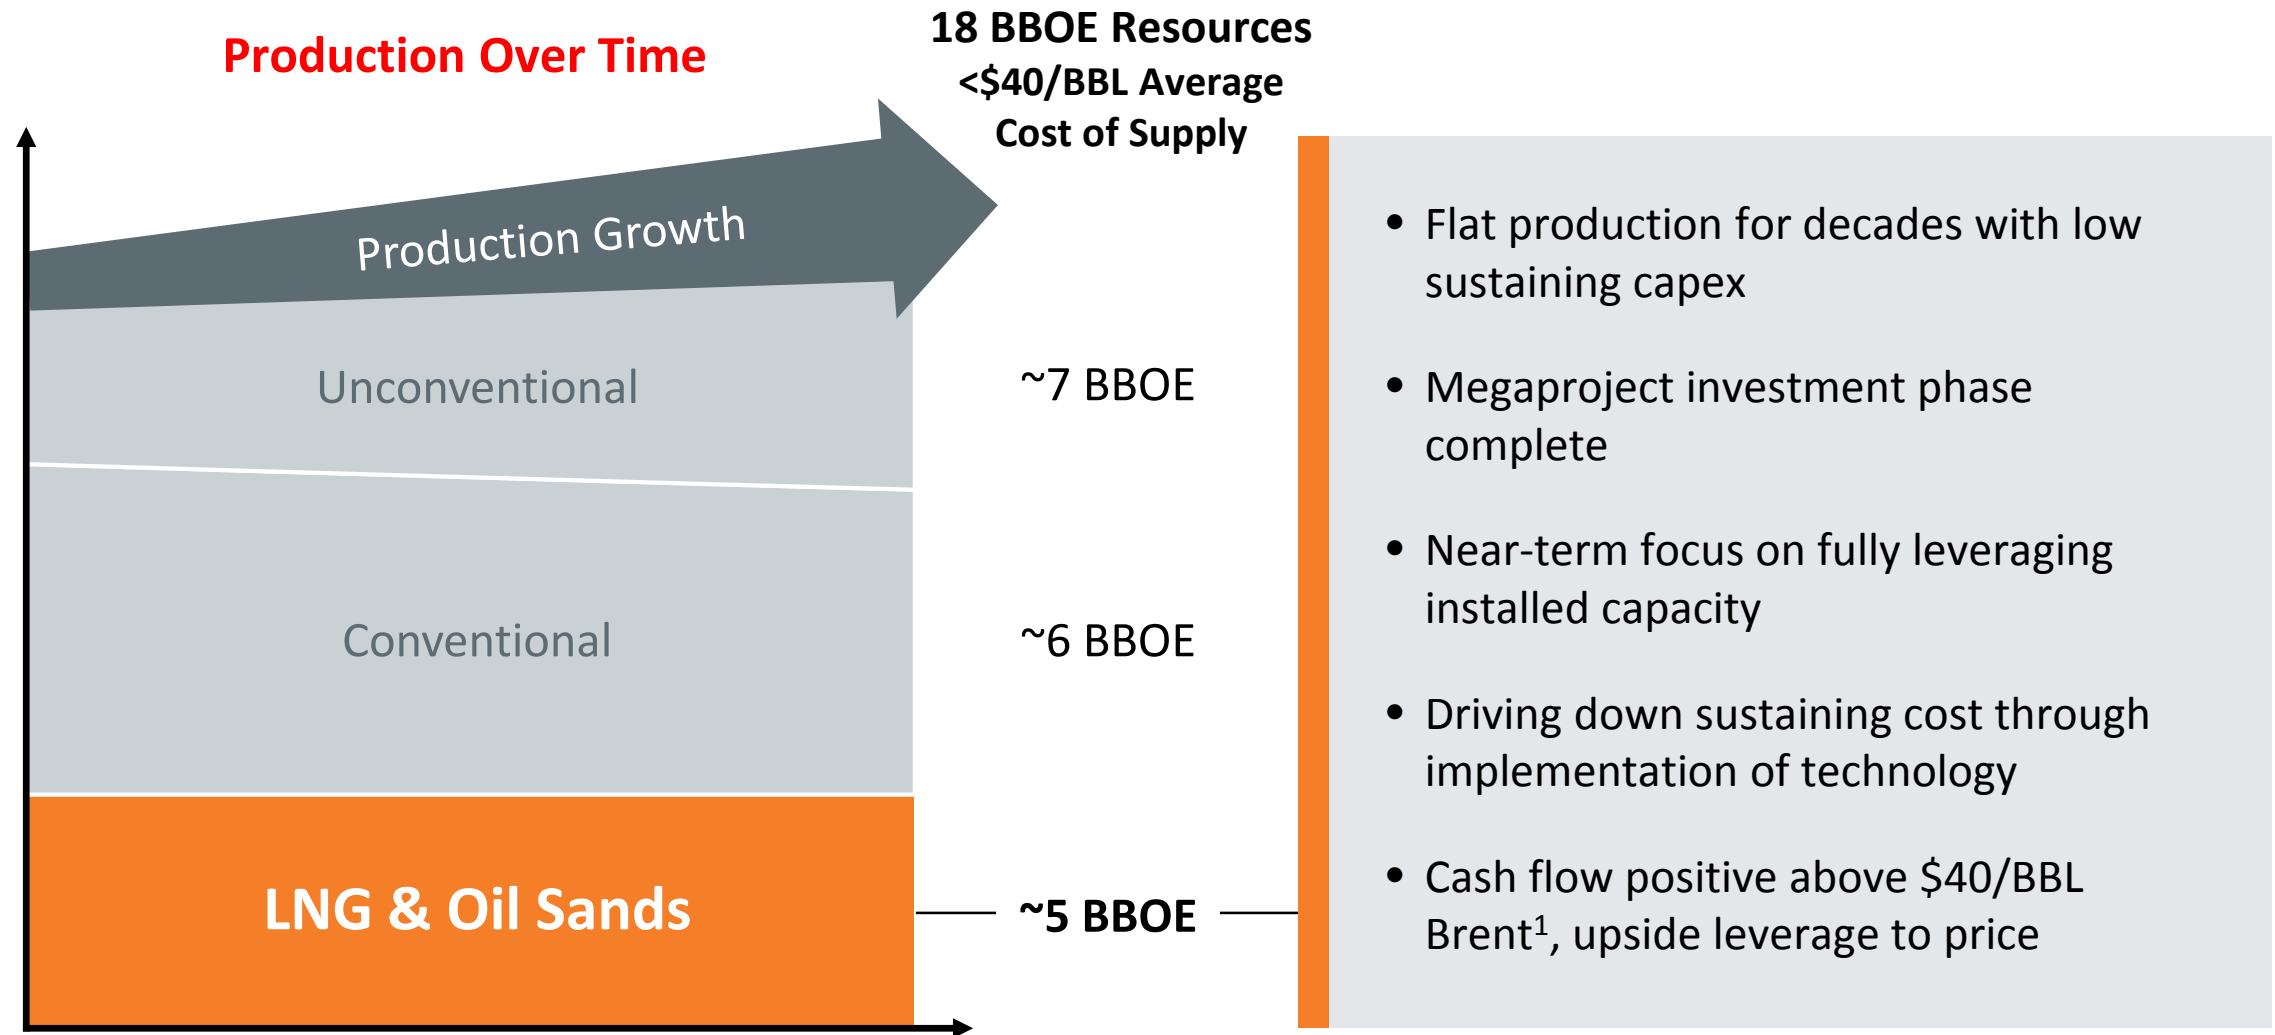 Production Over Time
18 BBOE Resources
<$40/BBL Average
Cost of Supply
Production Growth
Unconventional
~7 BBOE
Conventional
~6 BBOE
LNG & Oil Sands
~5 BBOE
• Flat production for decades with low
sustaining capex
• Megaproject investment phase
complete
• Near-term focus on fully leveraging
installed capacity
• Driving down sustaining cost through
implementation of technology
• Cash flow positive above $40/BBL
Brent¹, upside leverage to price